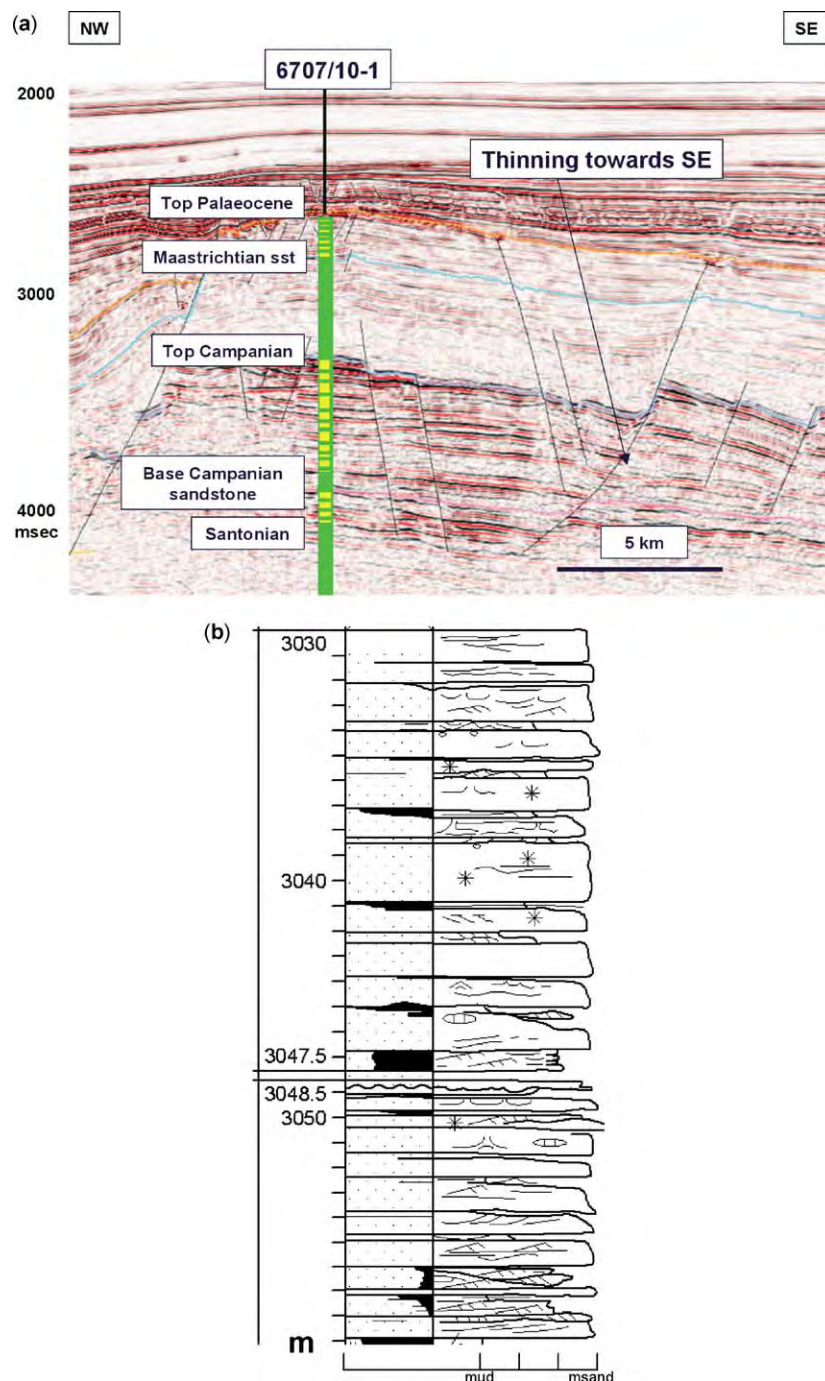 (a)
NW
SE
6707/10-1
2000
Thinning towards SE
Top Palaeocene
Maastrichtian sst
3000
Top Campanian
Base Campanian
sandstone
4000
msec
Santonian
5 km
(b)
3030
3040
3047.5
3048.5
3050
m
mud
msand